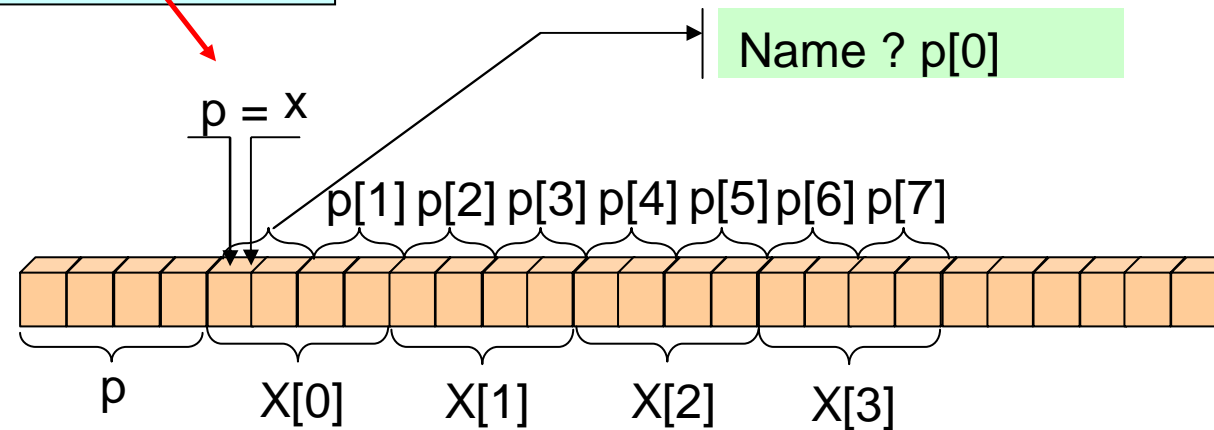 Name ? p[0]
p = x
p[1] p[2] p[3] p[4] p[5] p[6] p[7]
p X[0] X[1] X[2] X[3]